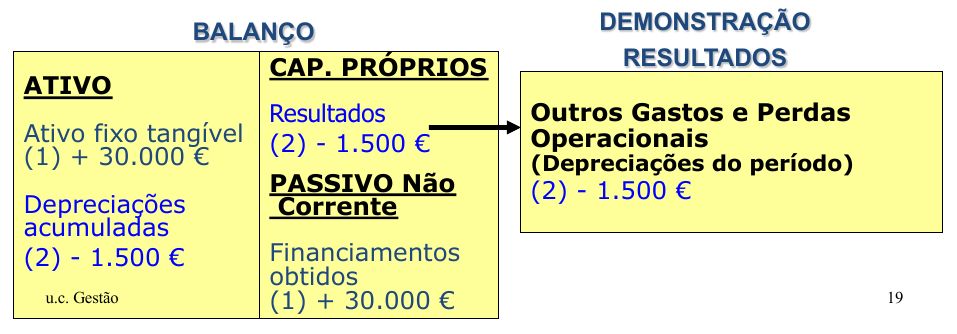 BALANÇO
ATIVO
Ativo fixo tangível
(1) + 30.000 €
Depreciações
acumuladas
(2) - 1.500 €
CAP. PRÓPRIOS
Resultados
(2) - 1.500 €
PASSIVO Não
Corrente
Financiamentos
obtidos
(1) + 30.000 €
DEMONSTRAÇÃO
RESULTADOS
Outros Gastos e Perdas
Operacionais
(Depreciações do período)
(2) - 1.500 €
u.c. Gestão
19